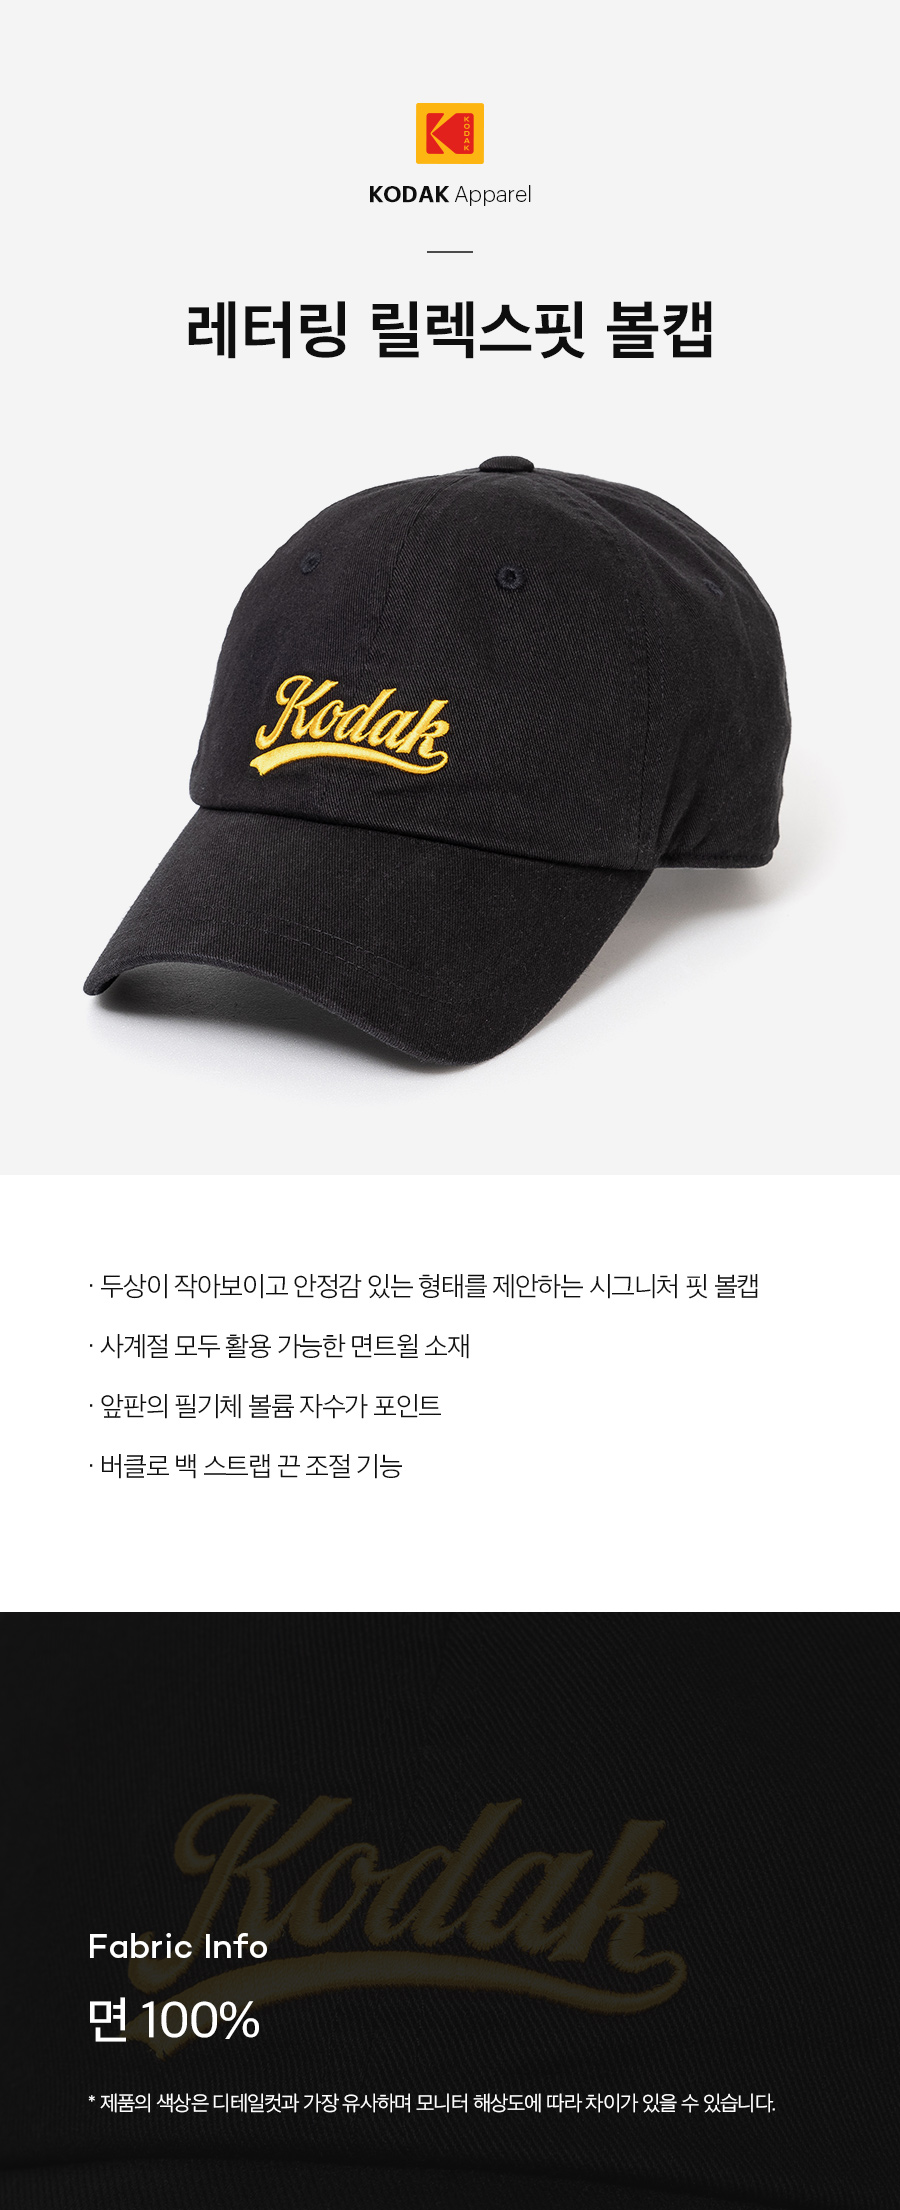 KODAK
KODAK Apparel
레터링 릴렉스핏 볼캡
Kodak
· 두상이 작아보이고 안정감 있는 형태를 제안하는 시그니처 핏 볼캡
· 사계절 모두 활용 가능한 면트윌 소재
· 앞판의 필기체 볼륨 자수가 포인트
· 버클로 백 스트랩 끈 조절 기능
Kodak
Fabric Info
면 100%
* 제품의 색상은 디테일컷과 가장 유사하며 모니터 해상도에 따라 차이가 있을 수 있습니다.